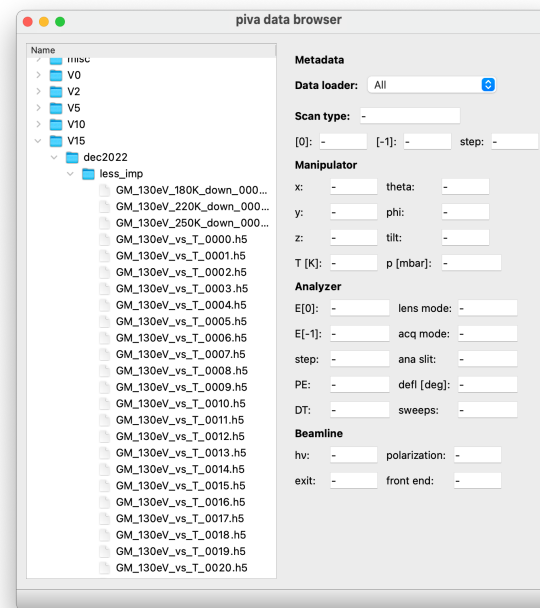 piva data browser
Name
misc
V0
V2
V5
V10
V15
dec2022
less_imp
GM_130eV_180K_down_000...
GM_130eV_220K_down_000...
GM_130eV_250K_down_000...
GM_130eV_vs_T_0000.h5
GM_130eV_vs_T_0001.h5
GM_130eV_vs_T_0002.h5
GM_130eV_vs_T_0003.h5
GM_130eV_vs_T_0004.h5
GM_130eV_vs_T_0005.h5
GM_130eV_vs_T_0006.h5
GM_130eV_vs_T_0007.h5
GM_130eV_vs_T_0008.h5
GM_130eV_vs_T_0009.h5
GM_130eV_vs_T_0010.h5
GM_130eV_vs_T_0011.h5
GM_130eV_vs_T_0012.h5
GM_130eV_vs_T_0013.h5
GM_130eV_vs_T_0014.h5
GM_130eV_vs_T_0015.h5
GM_130eV_vs_T_0016.h5
GM_130eV_vs_T_0017.h5
GM_130eV_vs_T_0018.h5
GM_130eV_vs_T_0019.h5
GM_130eV_vs_T_0020.h5
Metadata
Data loader: All
Scan type: -
[0]: - [-1]: - step: -
Manipulator
x: - theta: -
y: - phi: -
z: - tilt: -
T [K]: - p [mbar]: -
Analyzer
E[0]: - lens mode: -
E[-1]: - acq mode: -
step: - ana slit: -
PE: - defl [deg]: -
DT: - sweeps: -
Beamline
hv: - polarization: -
exit: - front end: -